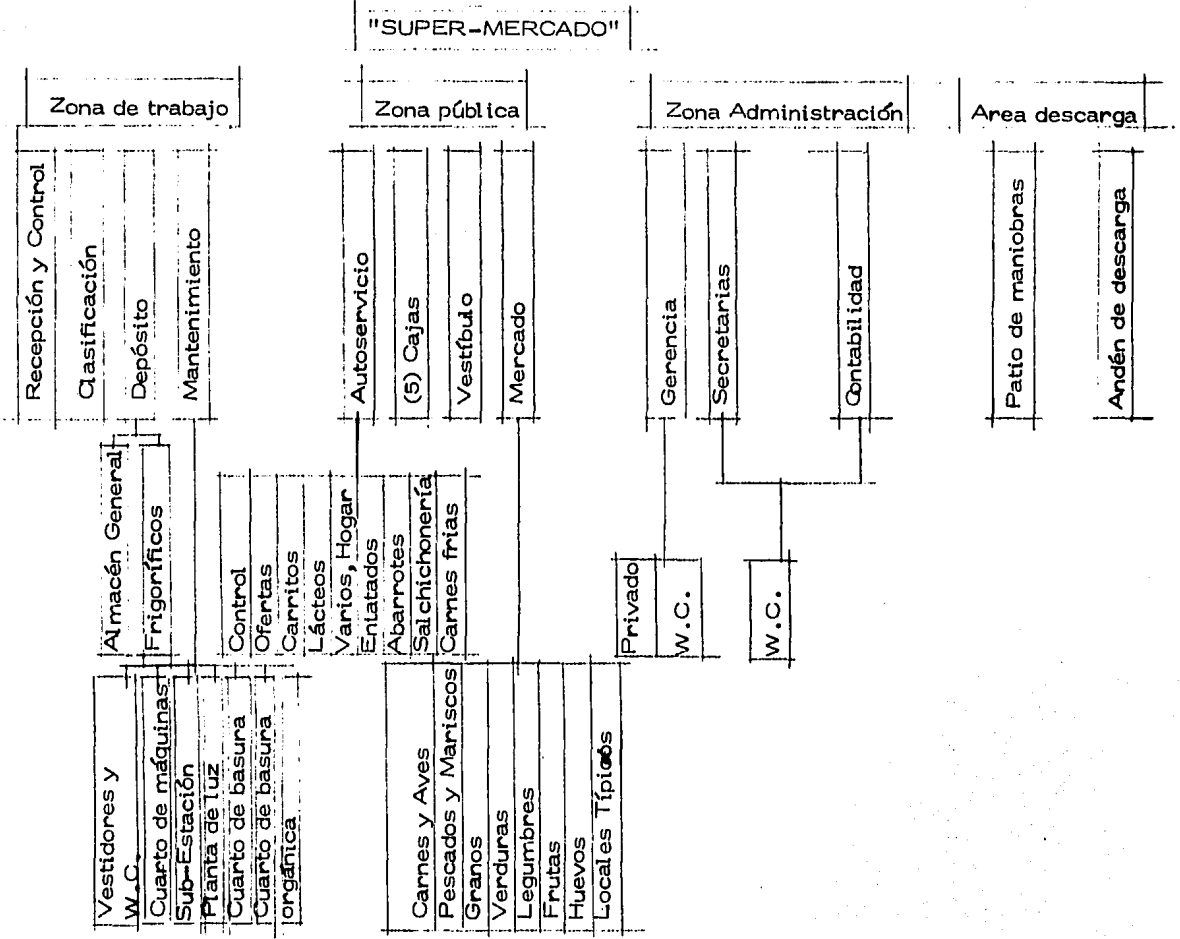 "SUPER-MERCADO"
Zona de trabajo
Zona pública
Zona Administración
Area descarga
Recepción y Control
Clasificación
Depósito
Mantenimiento
Autoservicio
(5) Cajas
Vestíbulo
Mercado
Gerencia
Secretarias
Contabilidad
Patio de maniobras
Andén de descarga
Almacén General
Frigoríficos
Control
Ofertas
Carritos
Lácteos
Varios, Hogar
Enlatados
Abarrotes
Salchichonería
Carnes frias
Privado
W.C.
W.C.
Vestidores y
W.C.
Cuarto de máquinas
Sub-Estación
Planta de luz
Cuarto de basura
Cuarto de basura
orgánica
Carnes y Aves
Pescados y Mariscos
Granos
Verduras
Legumbres
Frutas
Huevos
Locales Típicos